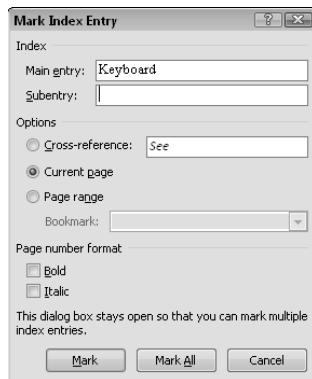 Mark Index Entry
Index
Main entry: Keyboard
Subentry:
Options
Cross-reference: See
Current page
Page range
Bookmark:
Page number format
Bold
Italic
This dialog box stays open so that you can mark multiple
index entries.
Mark Mark All Cancel